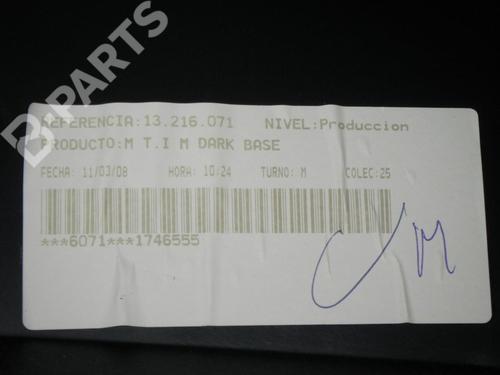 B-PARTS
REFERENCIA:13.216.071 NIVEL:Produccion
PRODUCTO:M T.I M DARK BASE
FECHA: 11/03/08 HORA: 10:24 TURNO: M COLEC:25
***6071***1746555